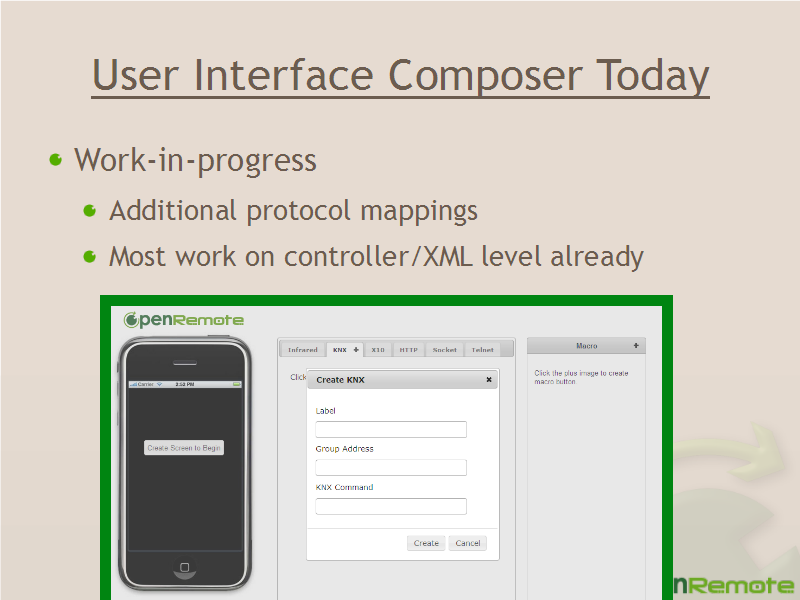 User Interface Composer Today
Work-in-progress
Additional protocol mappings
Most work on controller/XML level already
OpenRemote
Infrared KNX + X10 HTTP Socket Telnet
Macro +
Carrier 2:52 PM
Click
Create KNX ×
Click the plus image to create
macro button
Label
Create Screen to Begin
Group Address
KNX Command
Create Cancel
nRemote